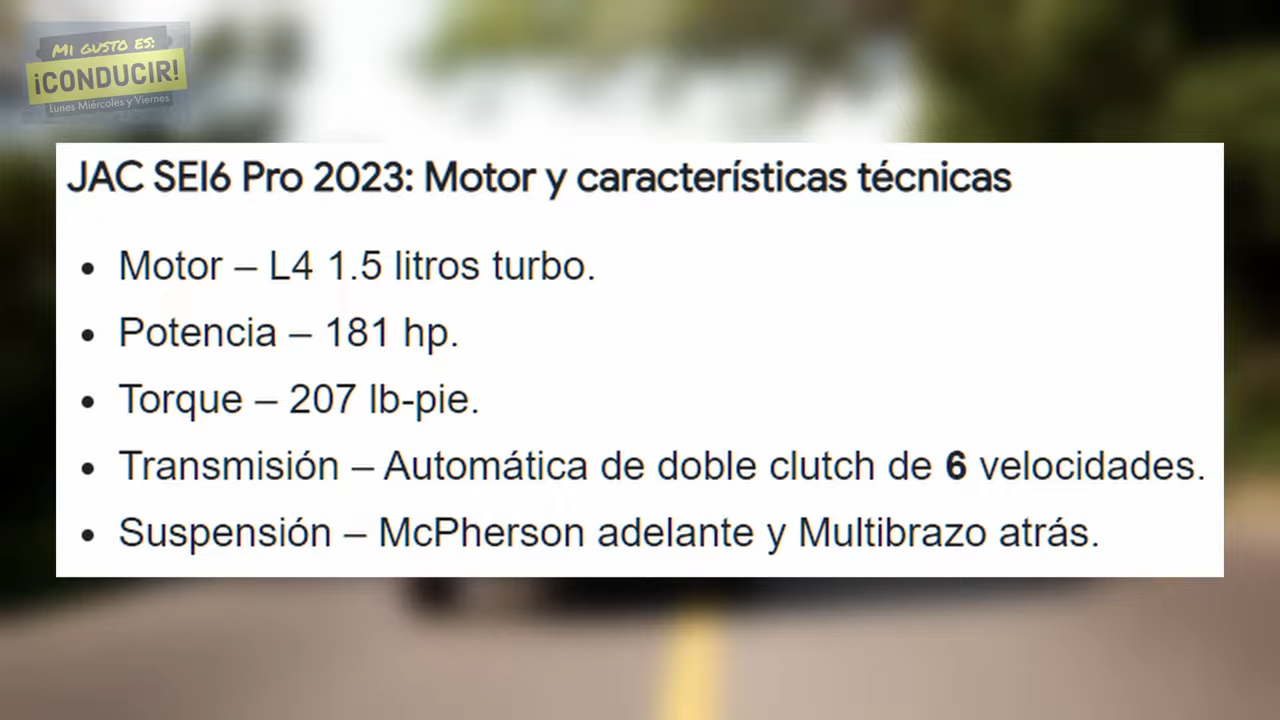 MI GUSTO ES:
¡CONDUCIR!
Lunes Miércoles y Viernes
JAC SEI6 Pro 2023: Motor y características técnicas
• Motor – L4 1.5 litros turbo.
• Potencia – 181 hp.
• Torque – 207 lb-pie.
• Transmisión – Automática de doble clutch de 6 velocidades.
• Suspensión – McPherson adelante y Multibrazo atrás.